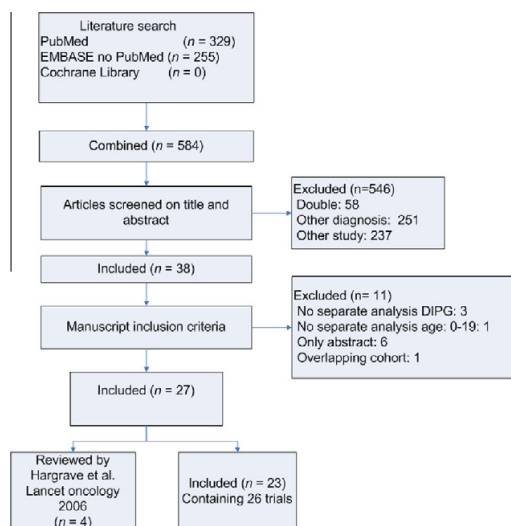 Literature search
PubMed (n = 329)
EMBASE no PubMed (n = 255)
Cochrane Library (n = 0)
Combined (n = 584)
Articles screened on title and
abstract
Excluded (n=546)
Double: 58
Other diagnosis: 251
Other study: 237
Included (n = 38)
Manuscript inclusion criteria
Excluded (n= 11)
No separate analysis DIPG: 3
No separate analysis age: 0-19: 1
Only abstract: 6
Overlapping cohort: 1
Included (n = 27)
Reviewed by
Hargrave et al.
Lancet oncology
2006
(n = 4)
Included (n = 23)
Containing 26 trials